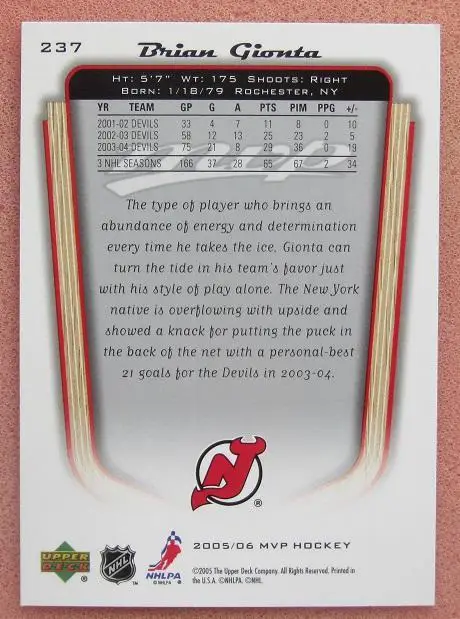 237 Brian Gionta
Ht: 5'7" Wt: 175 Shoots: Right
Born: 1/18/79 Rochester, NY
YR TEAM GP G A PTS PIM PPG +/-
2001-02 DEVILS 33 4 7 11 8 0 10
2002-03 DEVILS 58 12 13 25 23 2 5
2003-04 DEVILS 75 21 8 29 36 0 19
3 NHL SEASONS 166 37 28 65 67 2 34
mvp
The type of player who brings an
abundance of energy and determination
every time he takes the ice, Gionta can
turn the tide in his team's favor just
with his style of play alone. The New York
native is overflowing with upside and
showed a knack for putting the puck in
the back of the net with a personal-best
21 goals for the Devils in 2003-04.
NJ ®
2005/06 MVP HOCKEY
UPPER DECK ® NHL ™ NHLPA © NHLPA ®
©2005 The Upper Deck Company. All Rights Reserved. Printed in
the U.S.A. ©NHLPA. ©NHL.